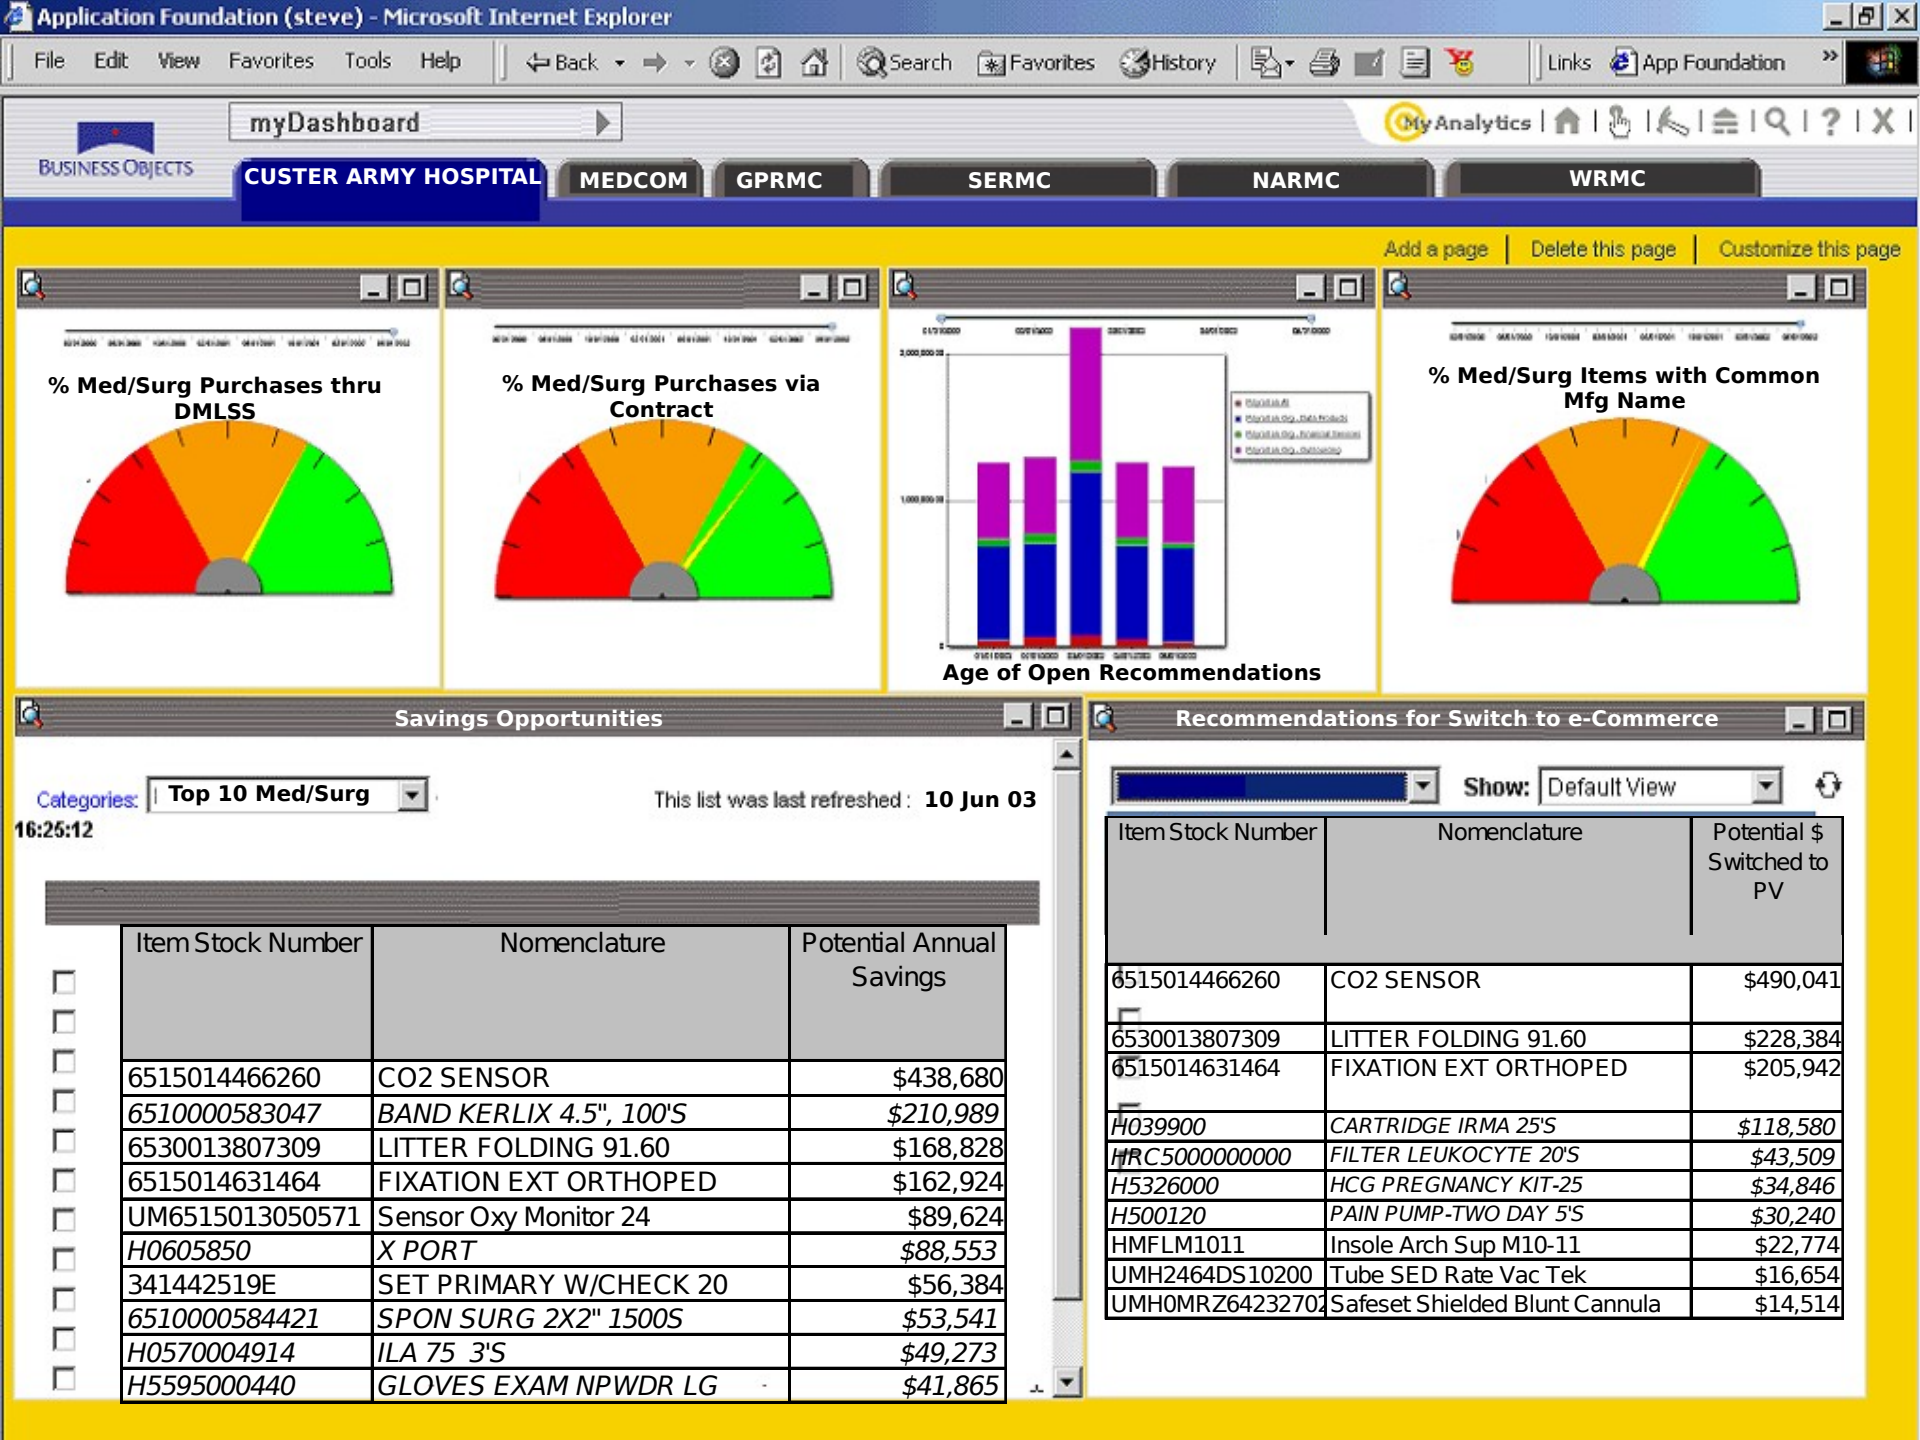 Application Foundation (steve) - Microsoft Internet Explorer
File Edit View Favorites Tools Help Back Search Favorites History Links App Foundation »
myDashboard
My Analytics
BUSINESS OBJECTS
CUSTER ARMY HOSPITAL MEDCOM GPRMC SERMC NARMC WRMC
Add a page | Delete this page | Customize this page
% Med/Surg Purchases thru
DMLSS
% Med/Surg Purchases via
Contract
Age of Open Recommendations
% Med/Surg Items with Common
Mfg Name
Savings Opportunities
Categories: Top 10 Med/Surg This list was last refreshed : 10 Jun 03
16:25:12
Item Stock Number Nomenclature Potential Annual
Savings
6515014466260 CO2 SENSOR $438,680
6510000583047 BAND KERLIX 4.5", 100'S $210,989
6530013807309 LITTER FOLDING 91.60 $168,828
6515014631464 FIXATION EXT ORTHOPED $162,924
UM6515013050571 Sensor Oxy Monitor 24 $89,624
H0605850 X PORT $88,553
341442519E SET PRIMARY W/CHECK 20 $56,384
6510000584421 SPON SURG 2X2" 1500S $53,541
H0570004914 ILA 75 3'S $49,273
H5595000440 GLOVES EXAM NPWDR LG $41,865
Recommendations for Switch to e-Commerce
Show: Default View
Item Stock Number Nomenclature Potential $
Switched to
PV
6515014466260 CO2 SENSOR $490,041
6530013807309 LITTER FOLDING 91.60 $228,384
6515014631464 FIXATION EXT ORTHOPED $205,942
H039900 CARTRIDGE IRMA 25'S $118,580
HRC5000000000 FILTER LEUKOCYTE 20'S $43,509
H5326000 HCG PREGNANCY KIT-25 $34,846
H500120 PAIN PUMP-TWO DAY 5'S $30,240
HMFLM1011 Insole Arch Sup M10-11 $22,774
UMH2464DS10200 Tube SED Rate Vac Tek $16,654
UMH0MRZ64232702 Safeset Shielded Blunt Cannula $14,514